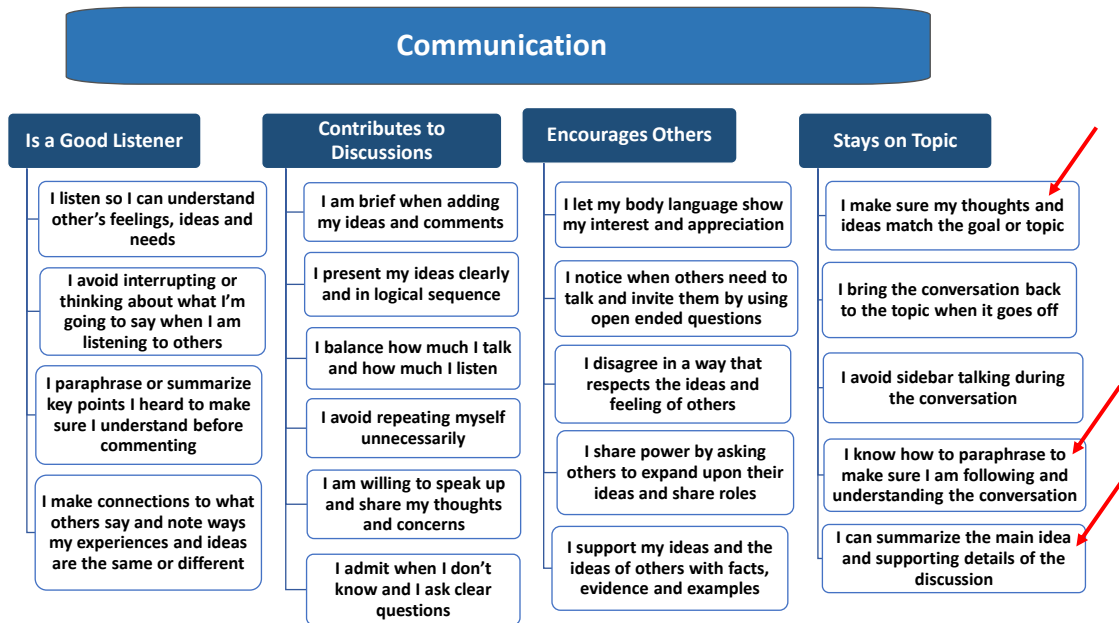 Communication
Is a Good Listener
I listen so I can understand
other's feelings, ideas and
needs
I avoid interrupting or
thinking about what I'm
going to say when I am
listening to others
I paraphrase or summarize
key points I heard to make
sure I understand before
commenting
I make connections to what
others say and note ways
my experiences and ideas
are the same or different
Contributes to
Discussions
I am brief when adding
my ideas and comments
I present my ideas clearly
and in logical sequence
I balance how much I talk
and how much I listen
I avoid repeating myself
unnecessarily
I am willing to speak up
and share my thoughts
and concerns
I admit when I don't
know and I ask clear
questions
Encourages Others
I let my body language show
my interest and appreciation
I notice when others need to
talk and invite them by using
open ended questions
I disagree in a way that
respects the ideas and
feeling of others
I share power by asking
others to expand upon their
ideas and share roles
I support my ideas and the
ideas of others with facts,
evidence and examples
Stays on Topic
I make sure my thoughts and
ideas match the goal or topic
I bring the conversation back
to the topic when it goes off
I avoid sidebar talking during
the conversation
I know how to paraphrase to
make sure I am following and
understanding the conversation
I can summarize the main idea
and supporting details of the
discussion